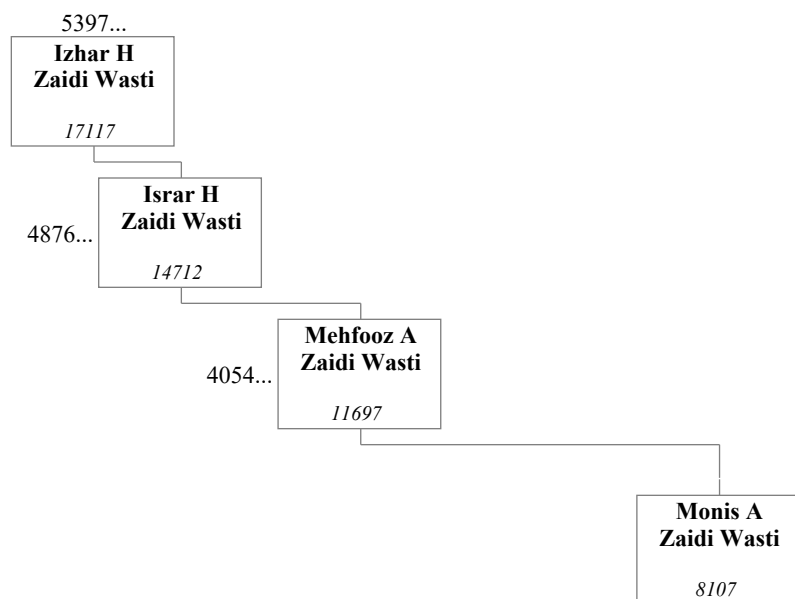 5397...
Izhar H
Zaidi Wasti
17117
Israr H
Zaidi Wasti
4876...
14712
Mehfooz A
Zaidi Wasti
4054...
11697
Monis A
Zaidi Wasti
8107